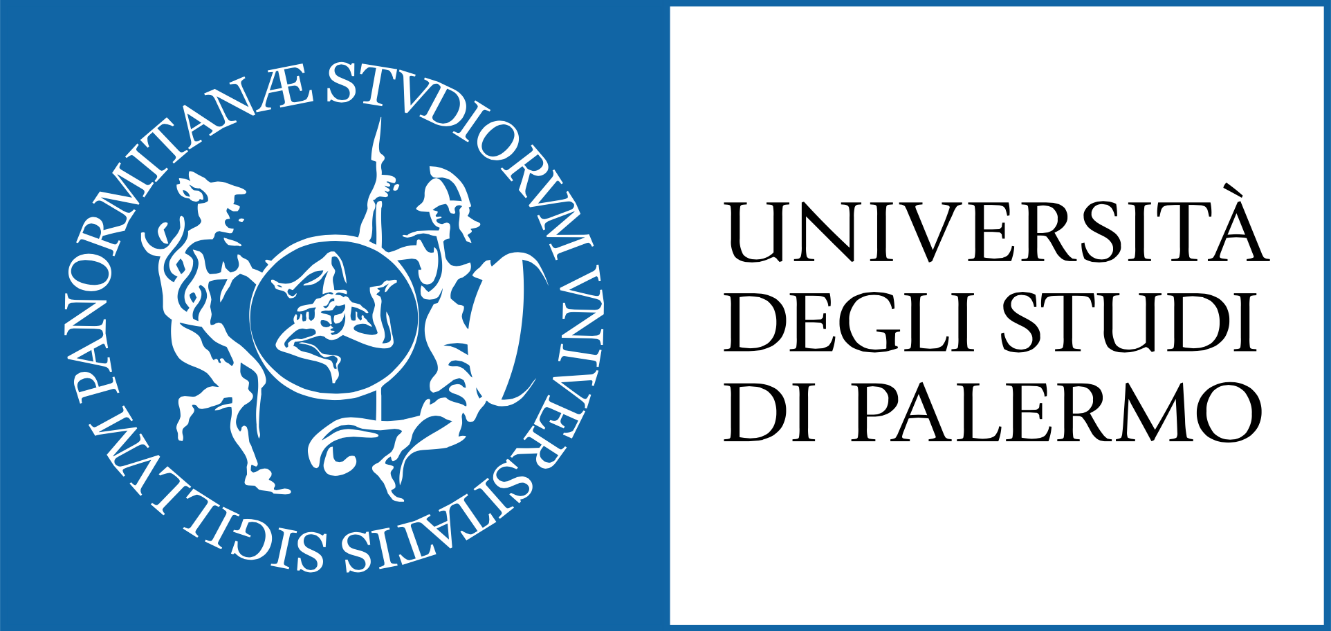 PANORMITANÆ STVDIORVM VNIVERSITATIS SIGILLVM
UNIVERSITÀ
DEGLI STUDI
DI PALERMO